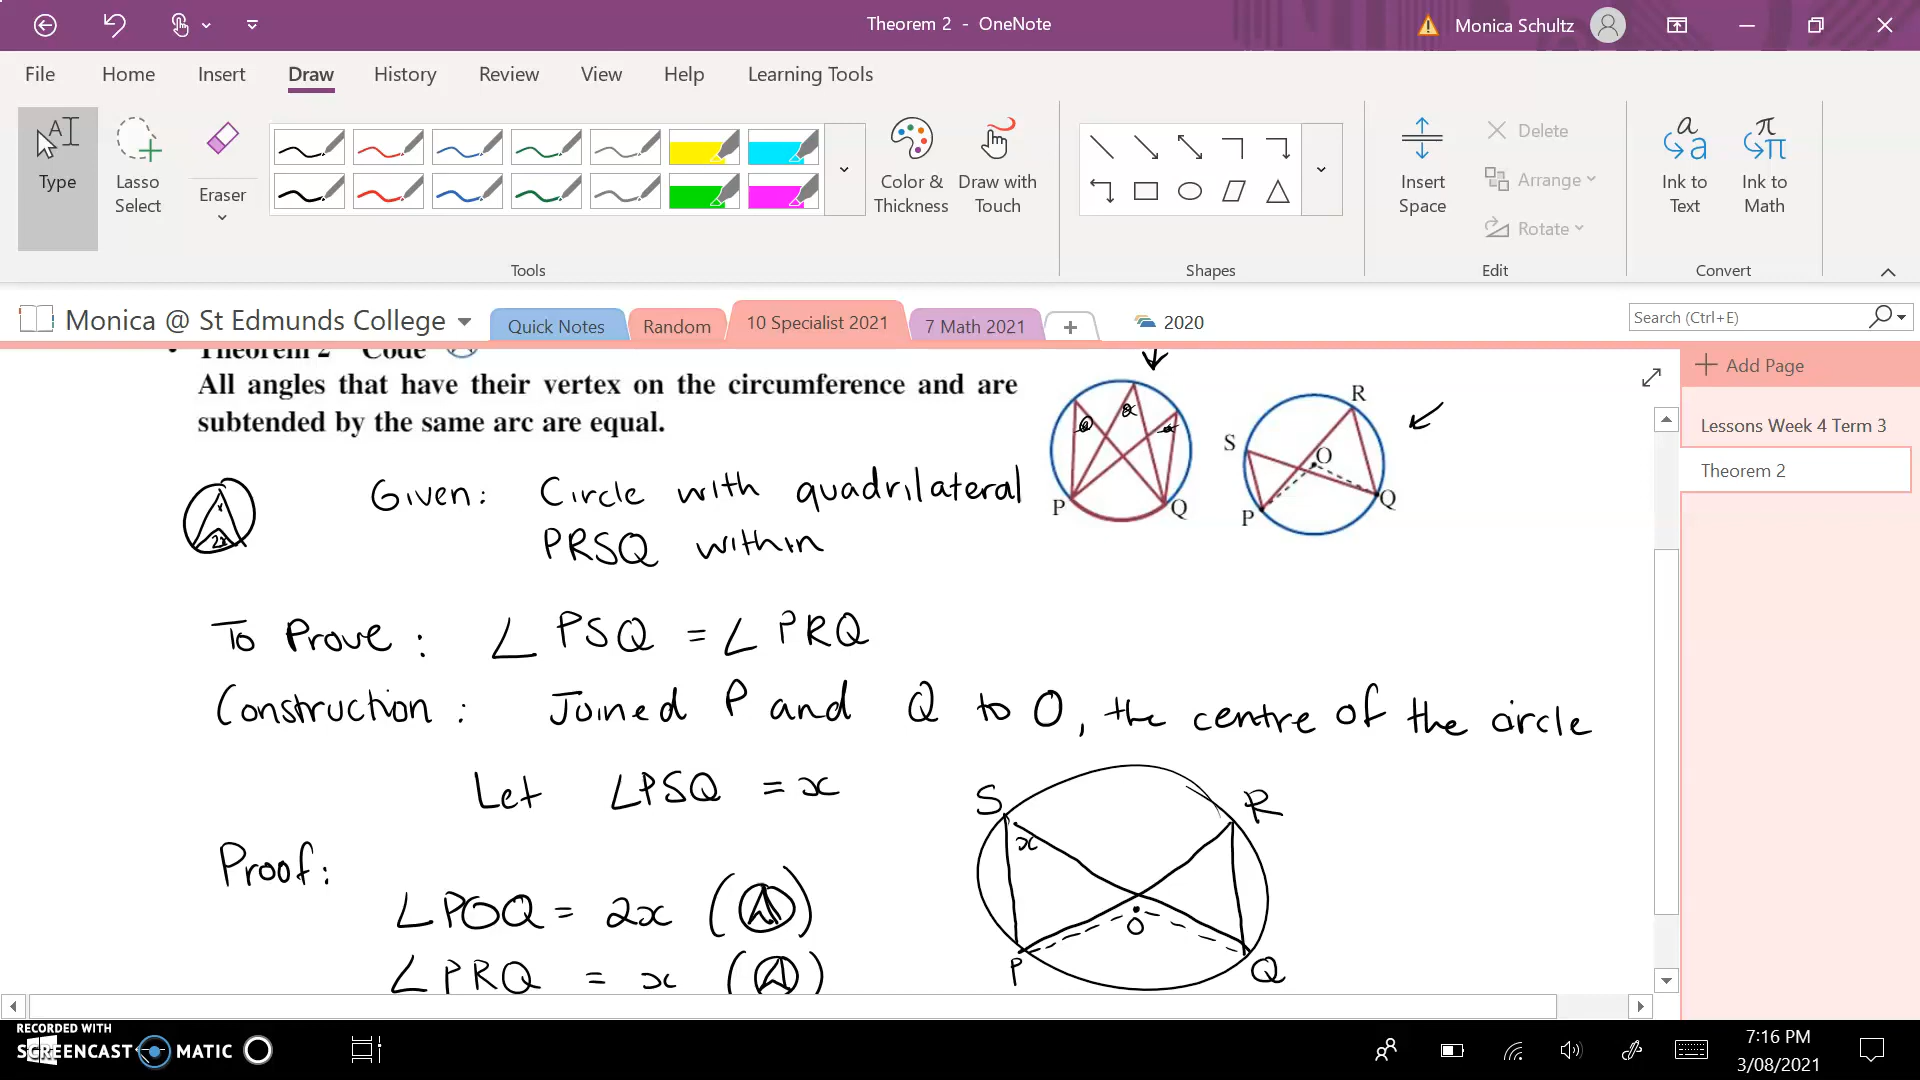 Theorem 2 - OneNote
Monica Schultz
File Home Insert Draw History Review View Help Learning Tools
Type
Lasso Select
Eraser
Color & Thickness
Draw with Touch
Insert Space
Delete
Arrange
Rotate
Ink to Text
Ink to Math
Tools
Shapes
Edit
Convert
Monica @ St Edmunds College
Quick Notes
Random
10 Specialist 2021
7 Math 2021
2020
Search (Ctrl+E)
Add Page
Lessons Week 4 Term 3
Theorem 2
Theorem 2 Code
All angles that have their vertex on the circumference and are
subtended by the same arc are equal.
P Q
R
S
O
P
Q
x
2x
Given: Circle with quadrilateral
PRSQ within
To Prove: ∠PSQ = ∠PRQ
Construction: Joined P and Q to O, the centre of the circle
Let ∠PSQ = x
Proof:
∠POQ = 2x
∠PRQ = x
S
R
x
O
P
Q
RECORDED WITH
SCREENCAST MATIC
7:16 PM
3/08/2021